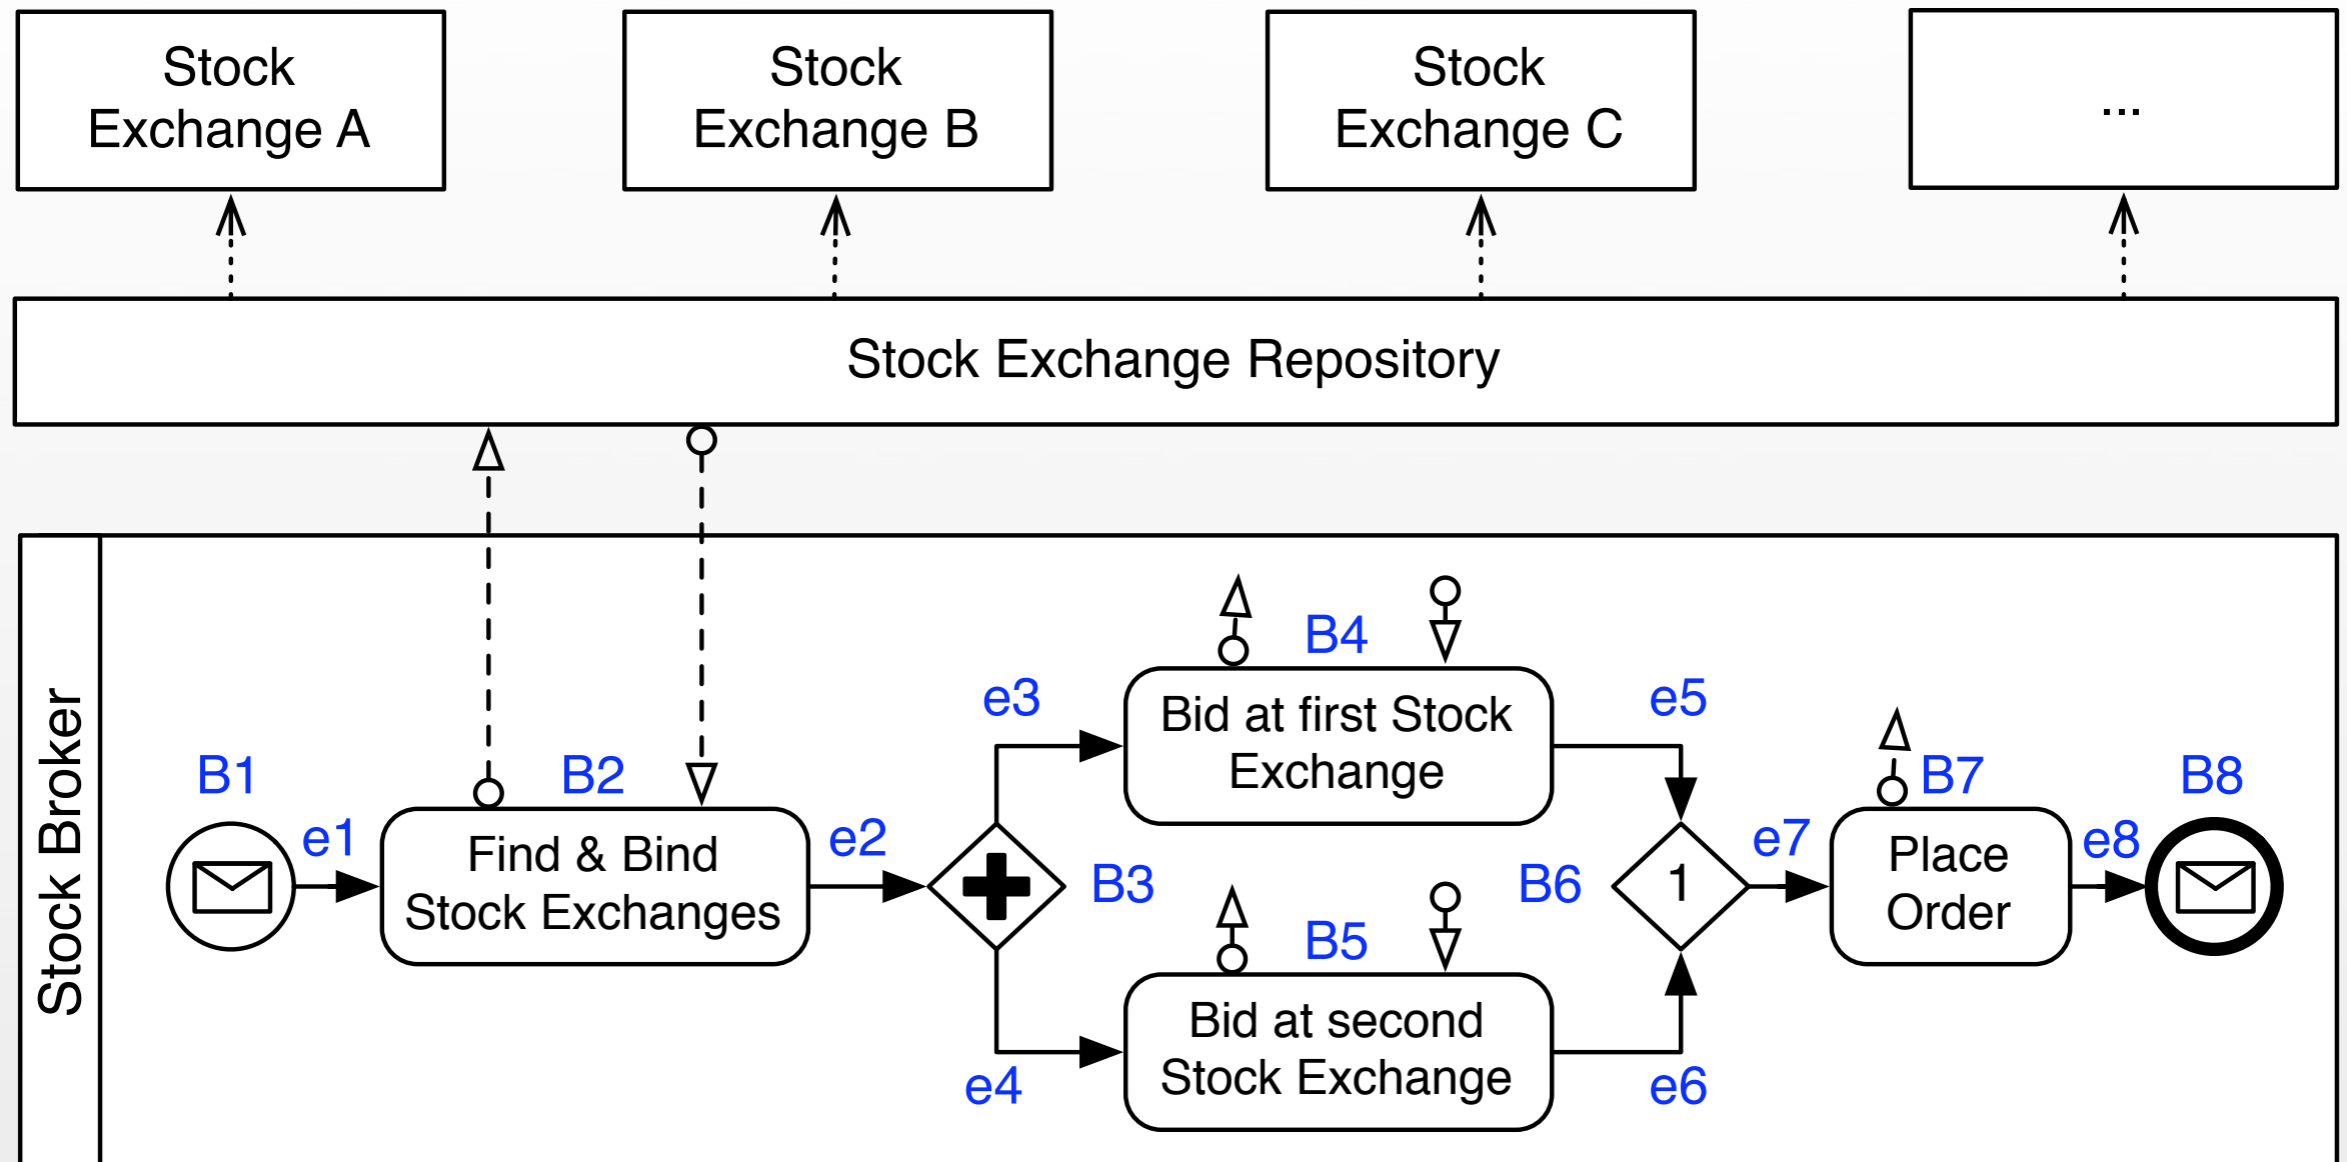 Stock
Exchange A
Stock
Exchange B
Stock
Exchange C
...
Stock Exchange Repository
Stock Broker
B1
e1
B2
Find & Bind
Stock Exchanges
e2
B3
e3
e4
B4
Bid at first Stock
Exchange
B5
Bid at second
Stock Exchange
e5
e6
B6
1
e7
B7
Place
Order
e8
B8